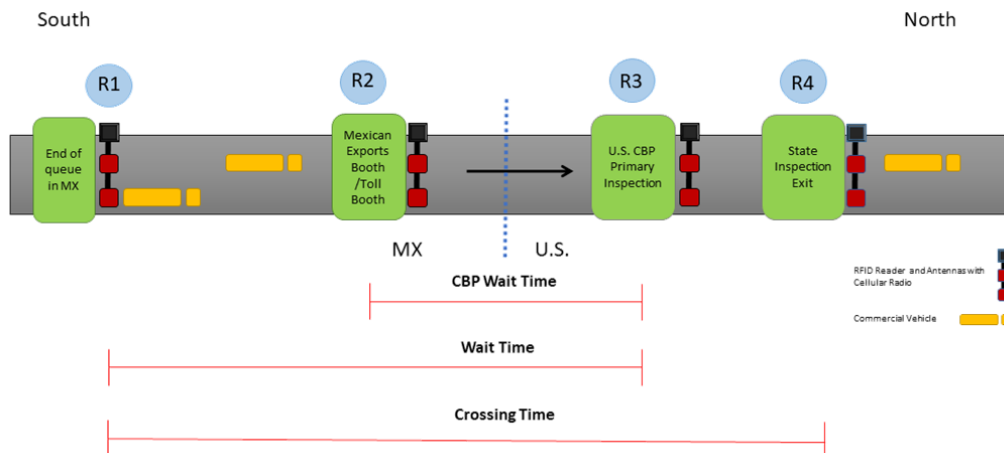 South
North
R1
R2
R3
R4
End of
queue
in MX
Mexican
Exports
Booth
/Toll
Booth
U.S. CBP
Primary
Inspection
State
Inspection
Exit
MX
U.S.
CBP Wait Time
RFID Reader and Antennas with
Cellular Radio
Commercial Vehicle
Wait Time
Crossing Time